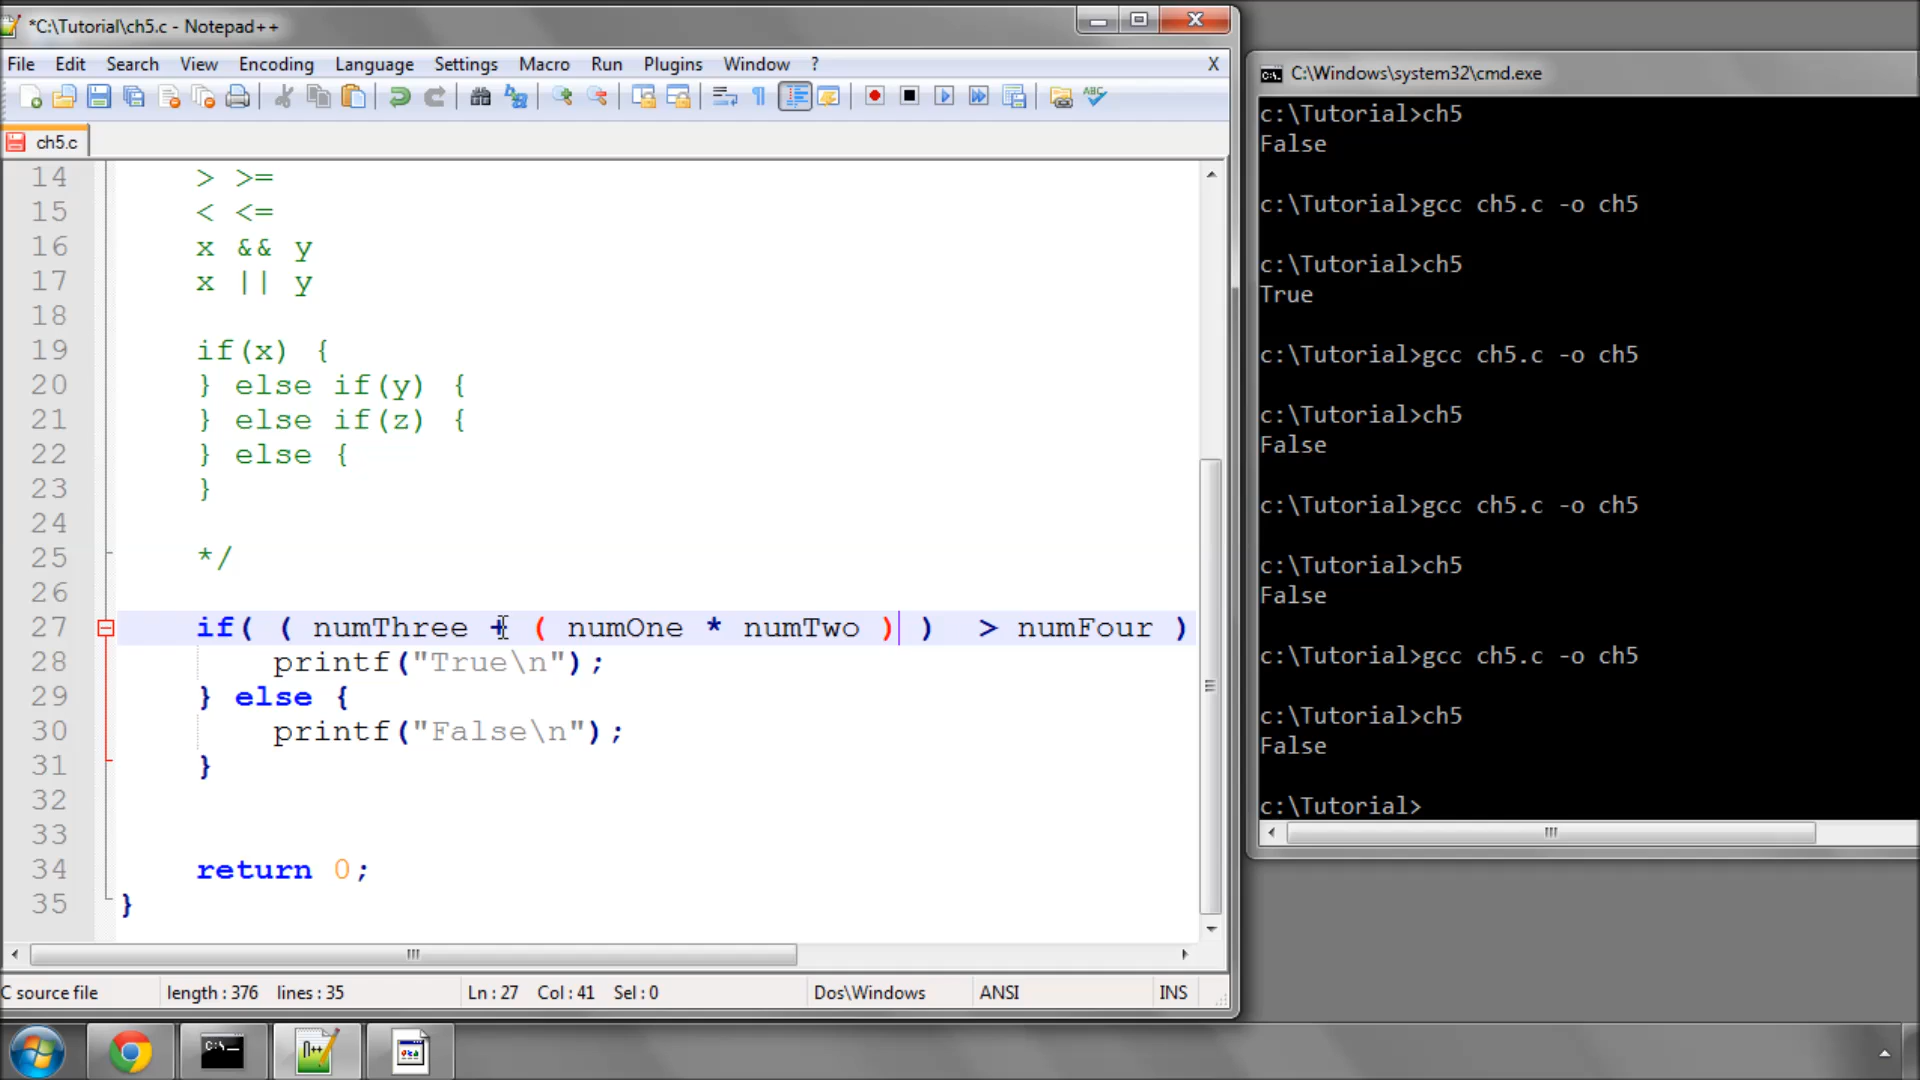 *C:\Tutorial\ch5.c - Notepad++
File Edit Search View Encoding Language Settings Macro Run Plugins Window ? X
ch5.c
14 > >=
15 < <=
16 x && y
17 x || y
18
19 if(x) {
20 } else if(y) {
21 } else if(z) {
22 } else {
23 }
24
25 */
26
27 if( ( numThree + ( numOne * numTwo ) ) > numFour )
28 printf("True\n");
29 } else {
30 printf("False\n");
31 }
32
33
34 return 0;
35 }
C source file length : 376 lines : 35 Ln : 27 Col : 41 Sel : 0 Dos\Windows ANSI INS
C:\Windows\system32\cmd.exe
c:\Tutorial>ch5
False
c:\Tutorial>gcc ch5.c -o ch5
c:\Tutorial>ch5
True
c:\Tutorial>gcc ch5.c -o ch5
c:\Tutorial>ch5
False
c:\Tutorial>gcc ch5.c -o ch5
c:\Tutorial>ch5
False
c:\Tutorial>gcc ch5.c -o ch5
c:\Tutorial>ch5
False
c:\Tutorial>